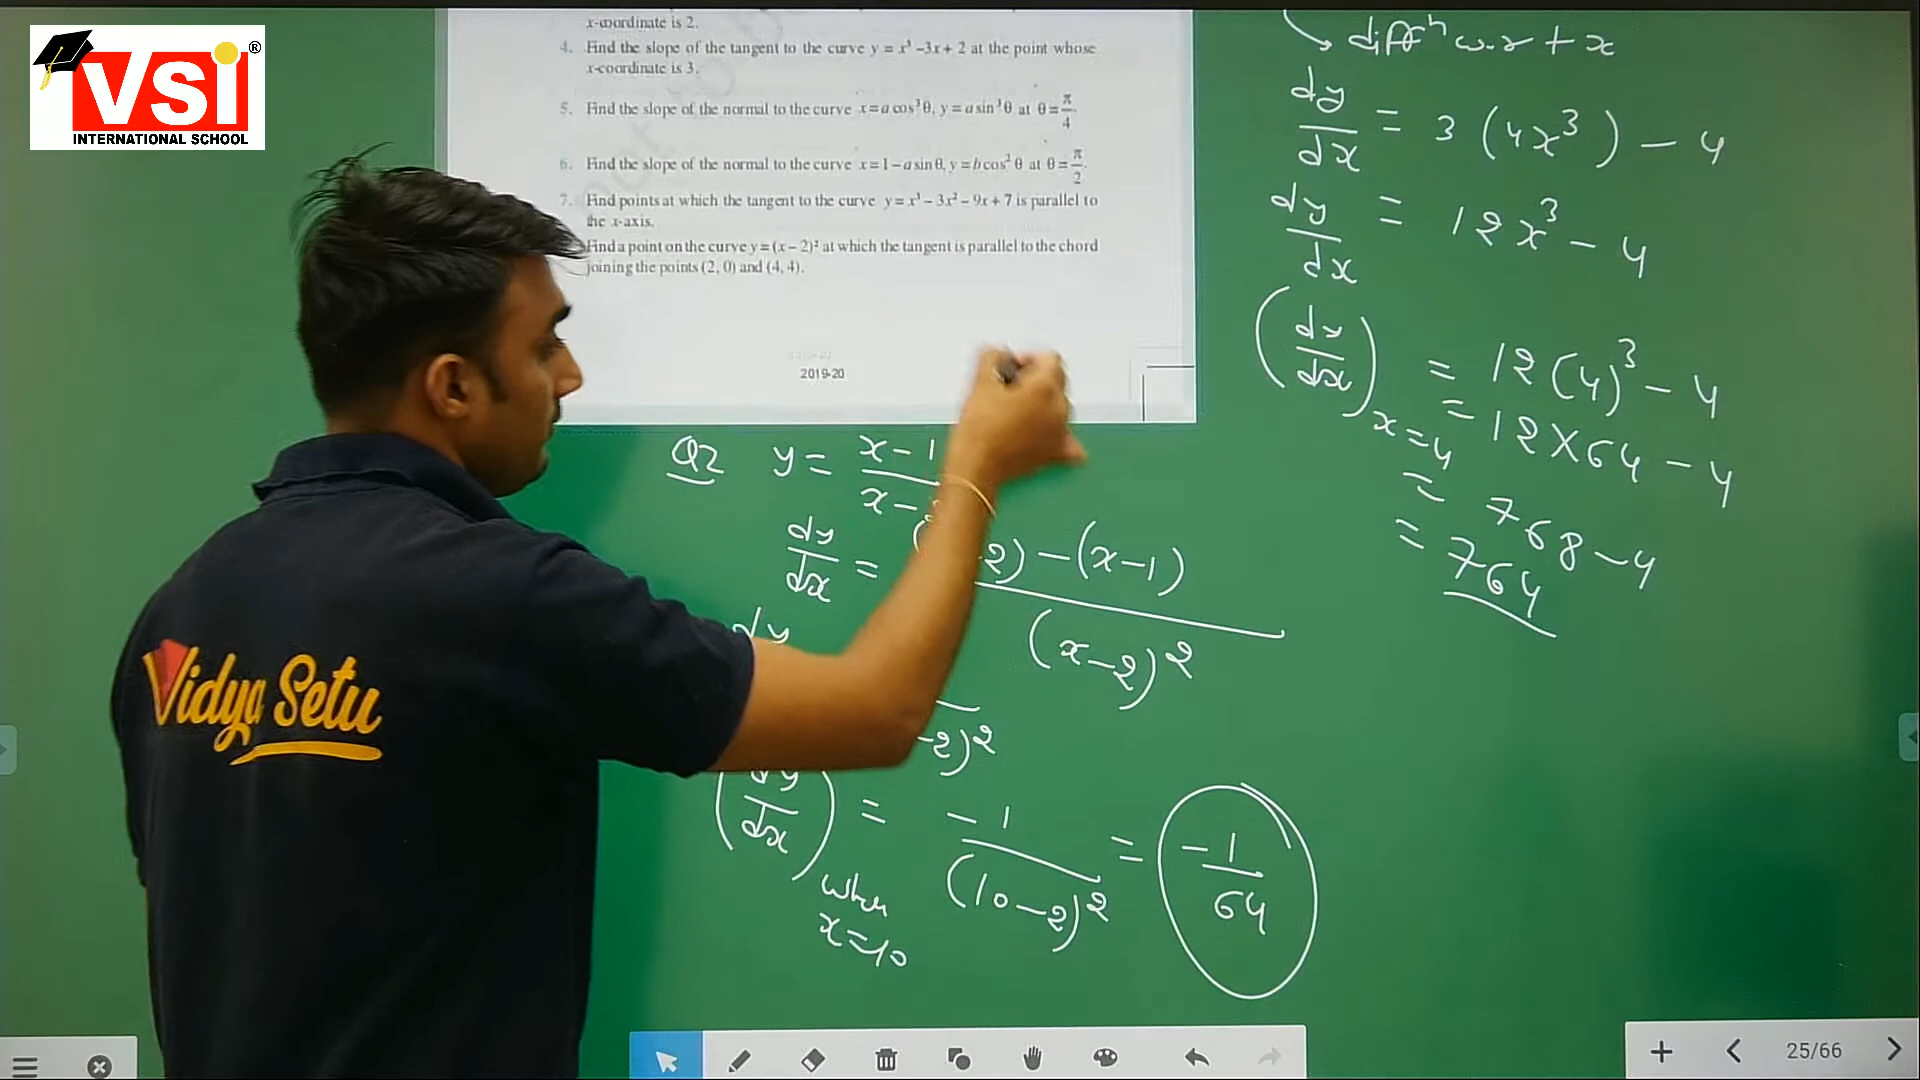 VSI®
INTERNATIONAL SCHOOL
x-coordinate is 2.
4. Find the slope of the tangent to the curve y = x³ –3x + 2 at the point whose
x-coordinate is 3.
5. Find the slope of the normal to the curve x = a cos³θ, y = a sin³θ at θ = π/4.
6. Find the slope of the normal to the curve x = 1 – a sin θ, y = b cos² θ at θ = π/2.
7. Find points at which the tangent to the curve y = x³ – 3x² – 9x + 7 is parallel to
the x-axis.
Find a point on the curve y = (x – 2)² at which the tangent is parallel to the chord
joining the points (2, 0) and (4, 4).
2019-20
Q2 y = x-1
x-
dy/dx = 2) - (x-1)
(x-2)²
dy
-2)²
(dy/dx) when x=10 = -1/(10-2)² = -1/64
diffⁿ w.r t x
dy/dx = 3 (4x³) - 4
dy/dx = 12x³ - 4
(dy/dx) x=4 = 12(4)³ - 4
= 12×64 - 4
= 768 - 4
= 764
Vidya Setu
25/66